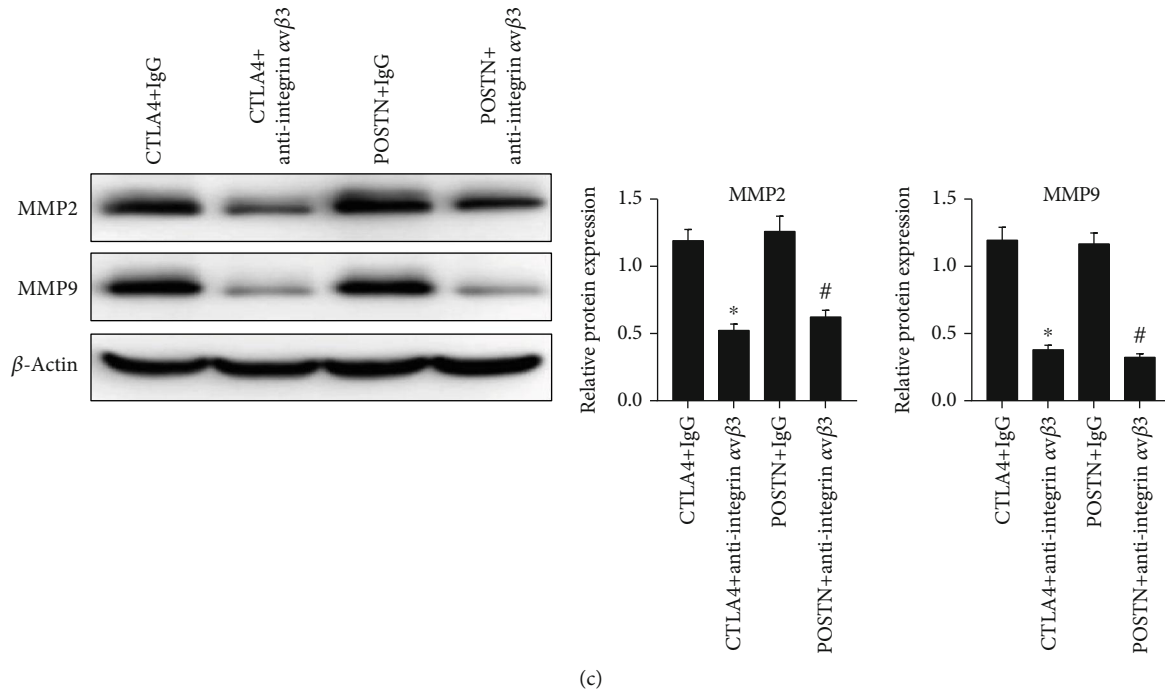 CTLA4+IgG
CTLA4+
anti-integrin αvβ3
POSTN+IgG
POSTN+
anti-integrin αvβ3
MMP2
MMP9
β-Actin
MMP2
Relative protein expression
1.5
1.0
0.5
0.0
*
#
CTLA4+IgG
CTLA4+anti-integrin αvβ3
POSTN+IgG
POSTN+anti-integrin αvβ3
MMP9
Relative protein expression
1.5
1.0
0.5
0.0
*
#
CTLA4+IgG
CTLA4+anti-integrin αvβ3
POSTN+IgG
POSTN+anti-integrin αvβ3
(c)